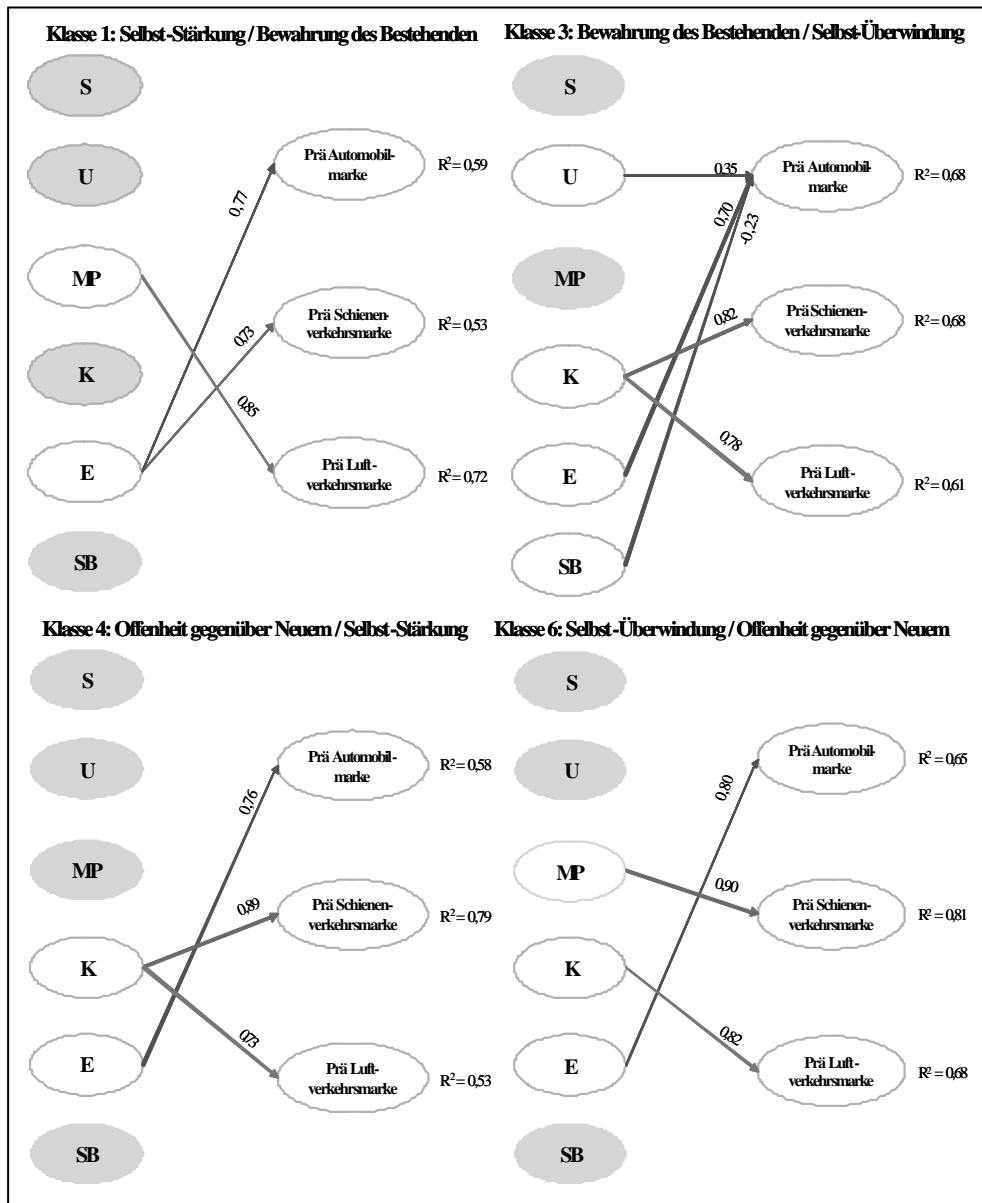 Klasse 1: Selbst-Stärkung / Bewahrung des Bestehenden
S
U
MP
K
E
SB
Prä Automobil-
marke
R² = 0,59
Prä Schienen-
verkehrsmarke
R² = 0,53
Prä Luft-
verkehrsmarke
R² = 0,72
0,77
0,73
0,85
Klasse 3: Bewahrung des Bestehenden / Selbst-Überwindung
S
U
MP
K
E
SB
Prä Automobil-
marke
R² = 0,68
Prä Schienen-
verkehrsmarke
R² = 0,68
Prä Luft-
verkehrsmarke
R² = 0,61
0,35
0,70
-0,23
0,82
0,78
Klasse 4: Offenheit gegenüber Neuem / Selbst-Stärkung
S
U
MP
K
E
SB
Prä Automobil-
marke
R² = 0,58
Prä Schienen-
verkehrsmarke
R² = 0,79
Prä Luft-
verkehrsmarke
R² = 0,53
0,76
0,89
0,73
Klasse 6: Selbst-Überwindung / Offenheit gegenüber Neuem
S
U
MP
K
E
SB
Prä Automobil-
marke
R² = 0,65
Prä Schienen-
verkehrsmarke
R² = 0,81
Prä Luft-
verkehrsmarke
R² = 0,68
0,80
0,90
0,82